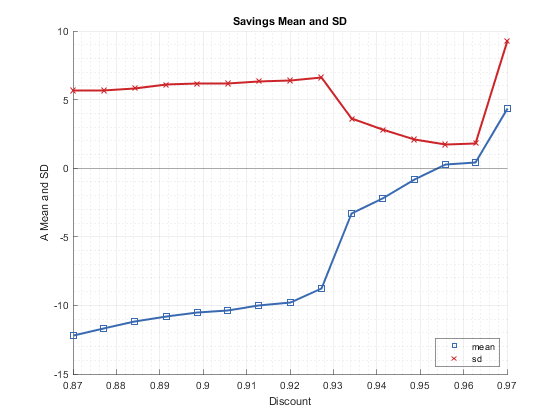 Savings Mean and SD
10
5
0
-5
-10
-15
A Mean and SD
0.87 0.88 0.89 0.9 0.91 0.92 0.93 0.94 0.95 0.96 0.97
Discount
mean
sd